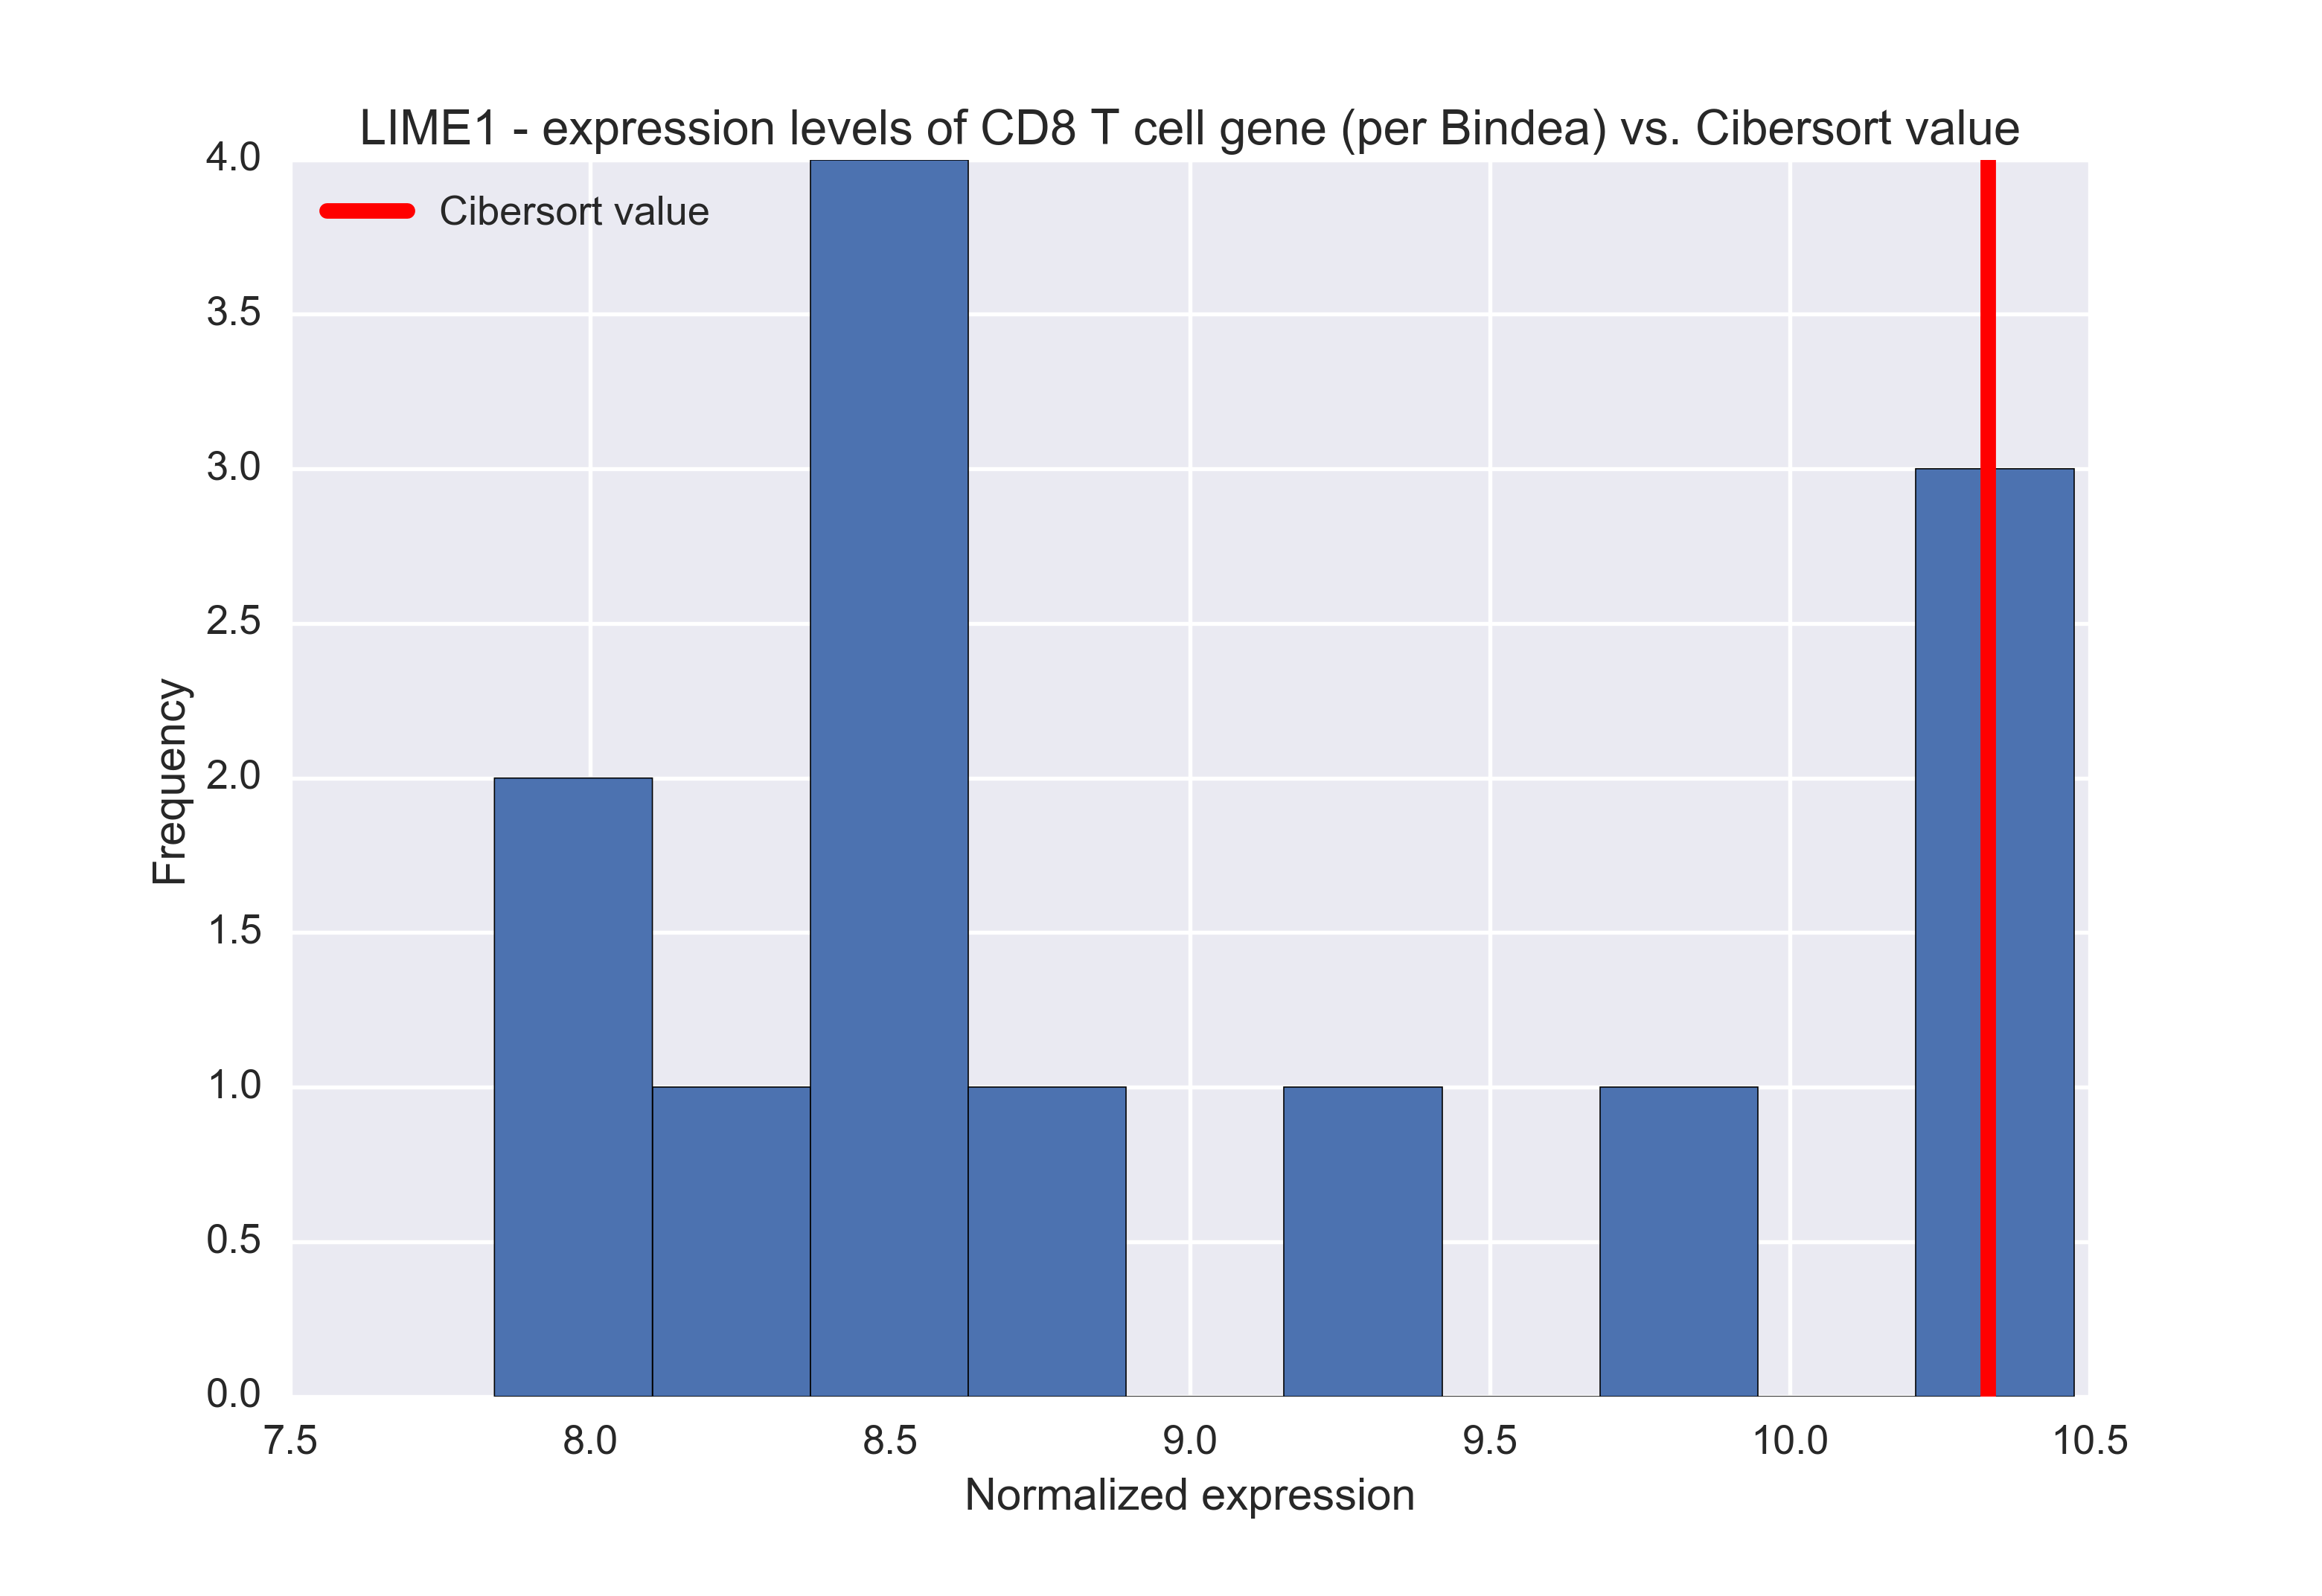 LIME1 - expression levels of CD8 T cell gene (per Bindea) vs. Cibersort value
Cibersort value
4.0
3.5
3.0
2.5
2.0
1.5
1.0
0.5
0.0
Frequency
7.5 8.0 8.5 9.0 9.5 10.0 10.5
Normalized expression